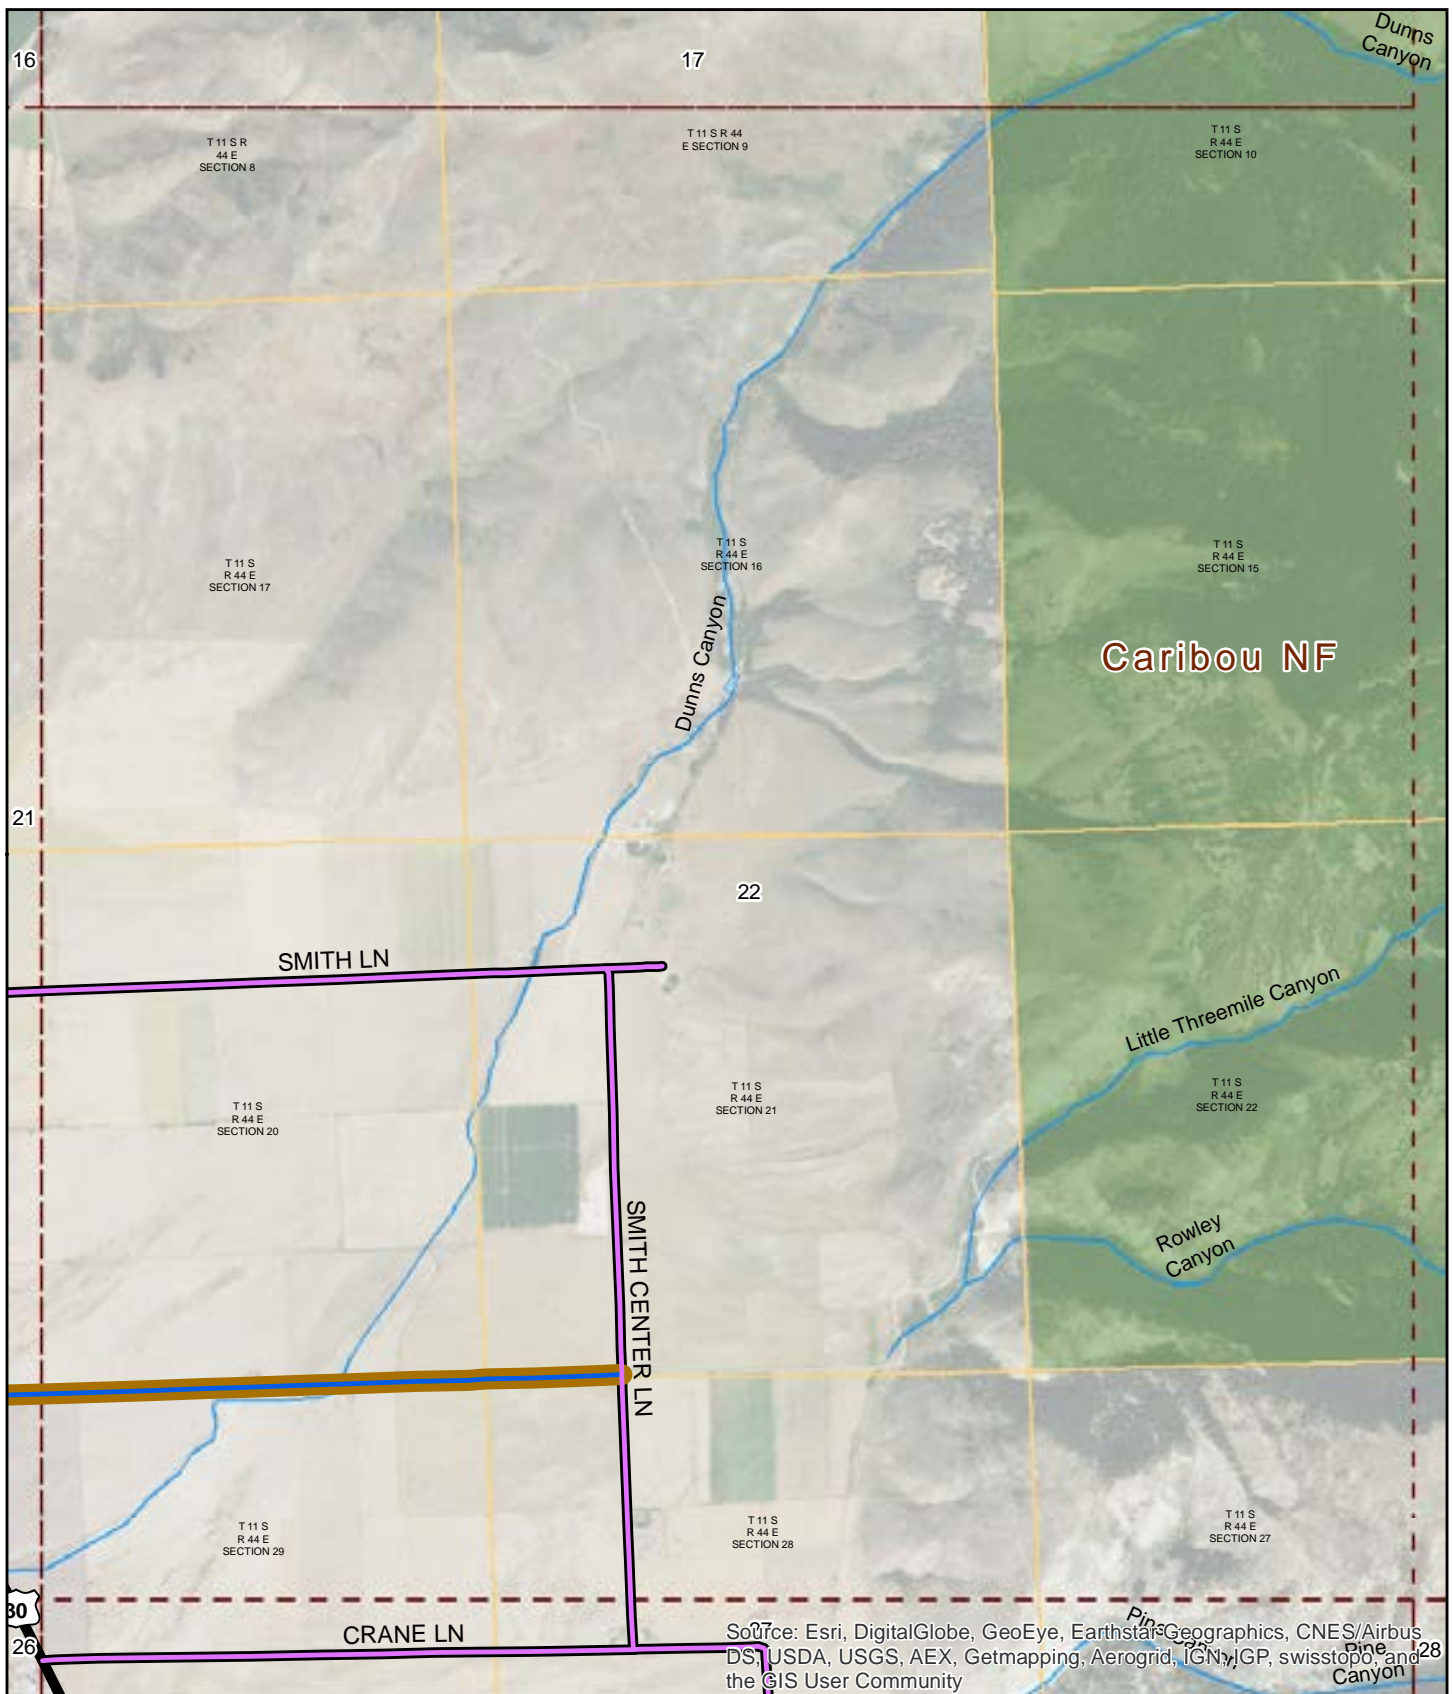 Dunns
Canyon
16
17
T 11 S R
44 E
SECTION 8
T 11 S R 44
E SECTION 9
T 11 S
R 44 E
SECTION 10
T 11 S
R 44 E
SECTION 17
T 11 S
R 44 E
SECTION 16
T 11 S
R 44 E
SECTION 15
Dunns Canyon
Caribou NF
21
22
SMITH LN
Little Threemile Canyon
T 11 S
R 44 E
SECTION 20
T 11 S
R 44 E
SECTION 21
T 11 S
R 44 E
SECTION 22
SMITH CENTER LN
Rowley
Canyon
T 11 S
R 44 E
SECTION 29
T 11 S
R 44 E
SECTION 28
T 11 S
R 44 E
SECTION 27
30
26
CRANE LN
27
Pine Canyon
Pine
Canyon
28
Source: Esri, DigitalGlobe, GeoEye, Earthstar Geographics, CNES/Airbus
DS, USDA, USGS, AEX, Getmapping, Aerogrid, IGN, IGP, swisstopo, and
the GIS User Community